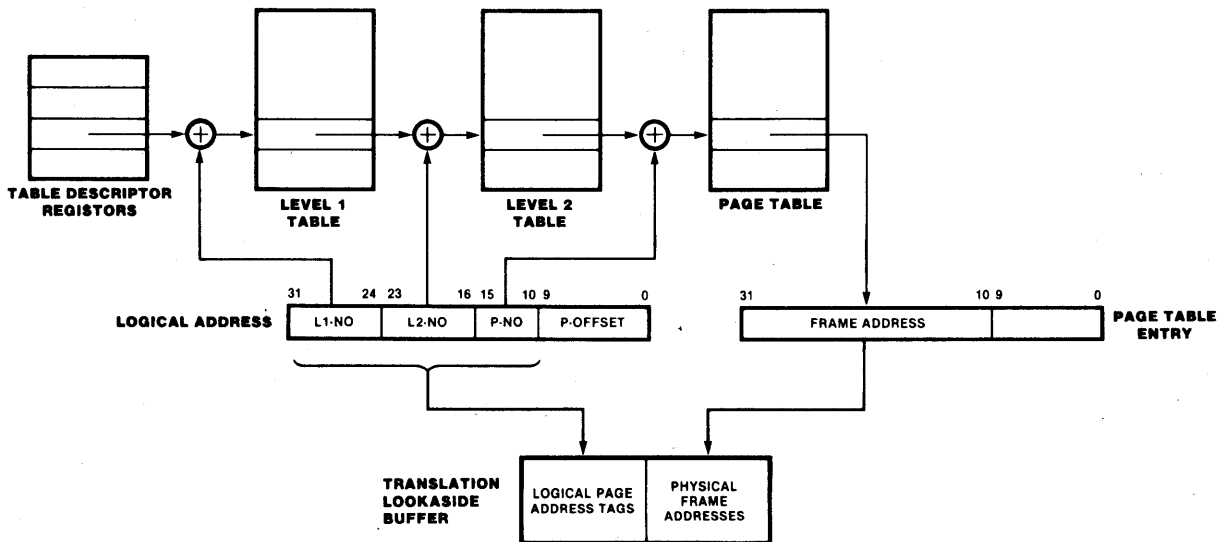 TABLE DESCRIPTOR
REGISTORS
LEVEL 1
TABLE
LEVEL 2
TABLE
PAGE TABLE
31 24 23 16 15 10 9 0
LOGICAL ADDRESS L1-NO L2-NO P-NO P-OFFSET
31 10 9 0
FRAME ADDRESS
PAGE TABLE
ENTRY
TRANSLATION
LOOKASIDE
BUFFER
LOGICAL PAGE
ADDRESS TAGS
PHYSICAL
FRAME
ADDRESSES